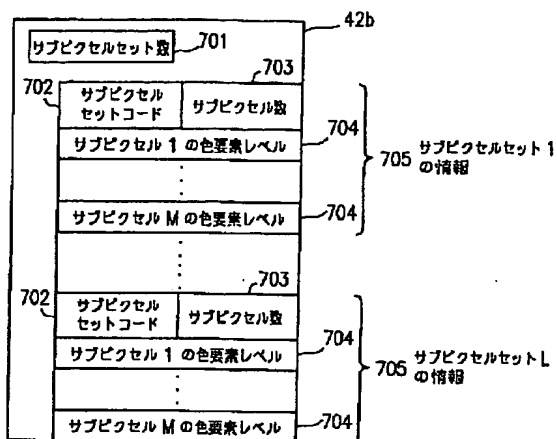 42b
サブピクセルセット数 701
703
702 サブピクセル
セットコード サブピクセル数
サブピクセル 1 の色要素レベル 704
サブピクセル M の色要素レベル 704
705 サブピクセルセット 1
の情報
703
702 サブピクセル
セットコード サブピクセル数
サブピクセル 1 の色要素レベル 704
サブピクセル M の色要素レベル 704
705 サブピクセルセット L
の情報